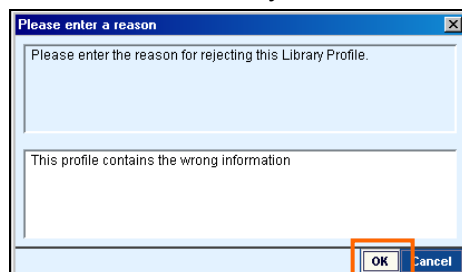 Please enter a reason
Please enter the reason for rejecting this Library Profile.
This profile contains the wrong information
OK Cancel